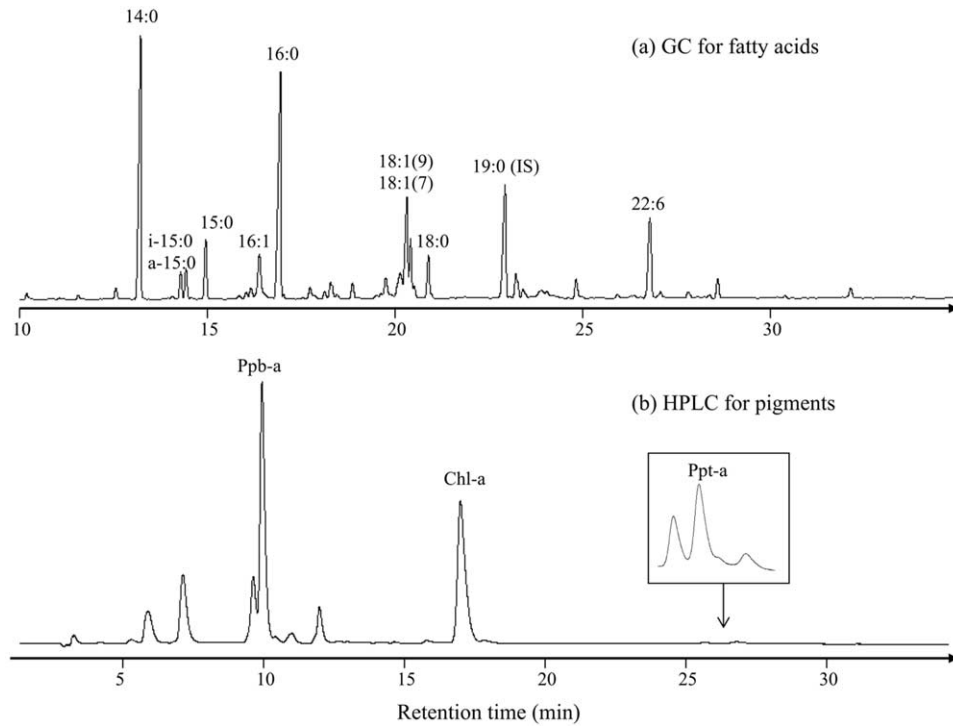 14:0
(a) GC for fatty acids
16:0
18:1(9)
18:1(7)
19:0 (IS)
22:6
15:0
i-15:0
a-15:0
16:1
18:0
10 15 20 25 30
Ppb-a
(b) HPLC for pigments
Chl-a
Ppt-a
5 10 15 20 25 30
Retention time (min)